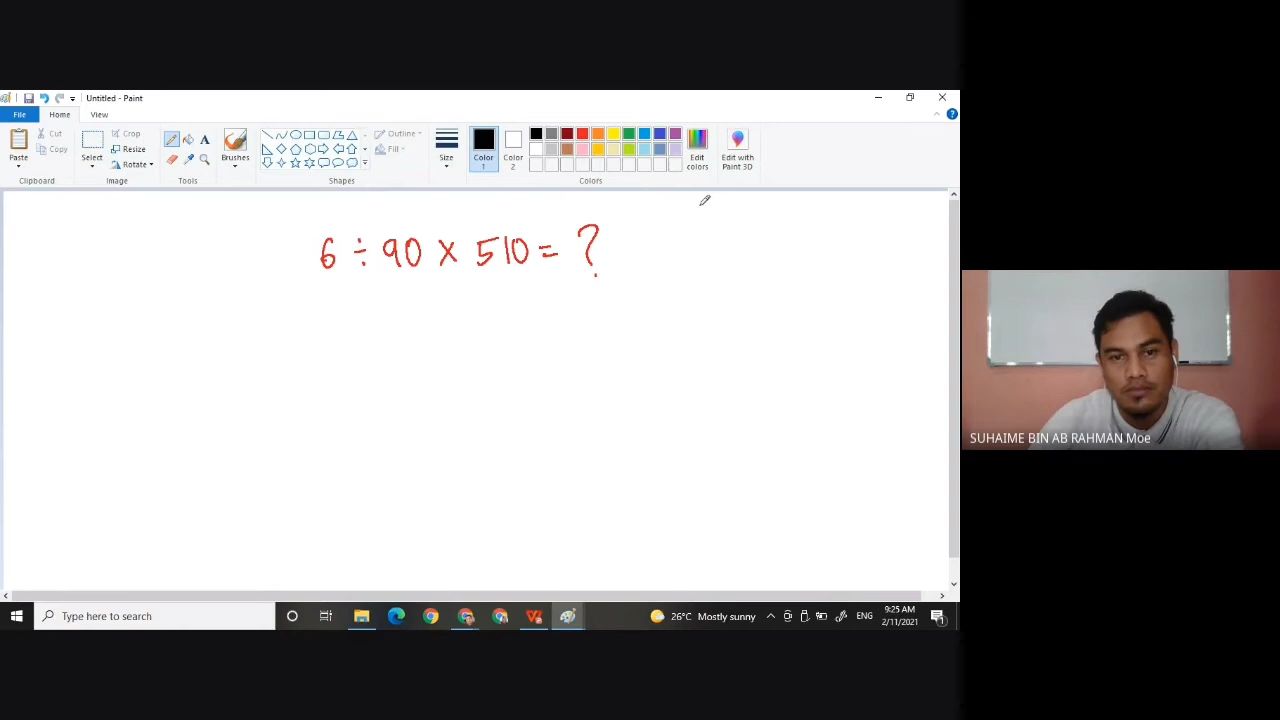 Untitled - Paint
File Home View
Paste
Cut
Copy
Clipboard
Select
Crop
Resize
Rotate
Image
Tools
Brushes
Shapes
Outline
Fill
Size
Color 1
Color 2
Edit colors
Colors
Edit with Paint 3D
6 ÷ 90 × 510 = ?
SUHAIME BIN AB RAHMAN Moe
Type here to search
26°C Mostly sunny
ENG
9:25 AM
2/11/2021